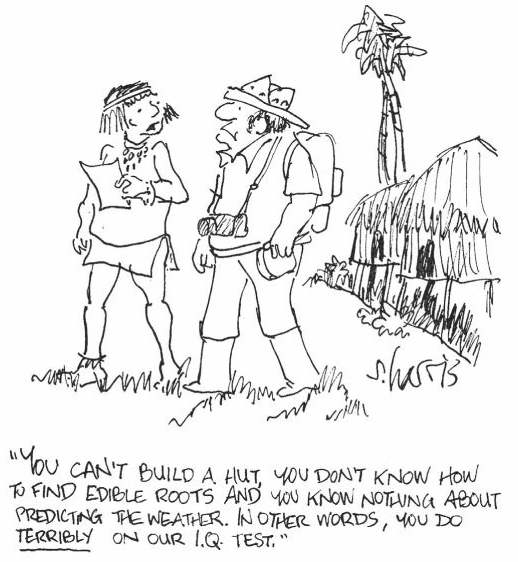 s.harris
"YOU CAN'T BUILD A HUT, YOU DON'T KNOW HOW
TO FIND EDIBLE ROOTS AND YOU KNOW NOTHING ABOUT
PREDICTING THE WEATHER. IN OTHER WORDS, YOU DO
TERRIBLY ON OUR I.Q. TEST."